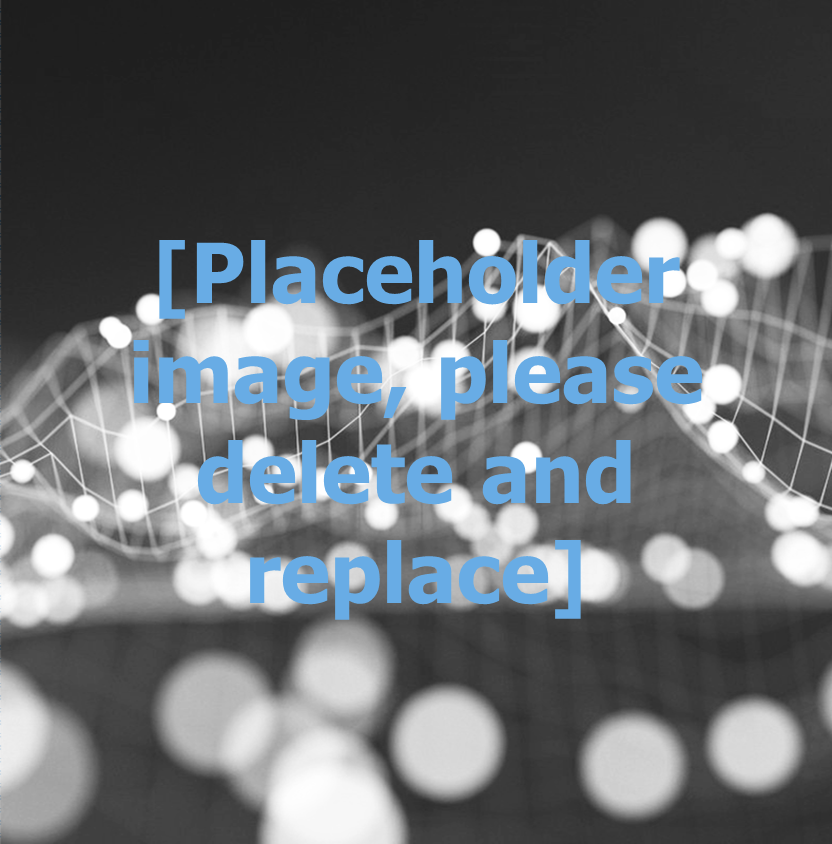 [Placeholder
image, please
delete and
replace]